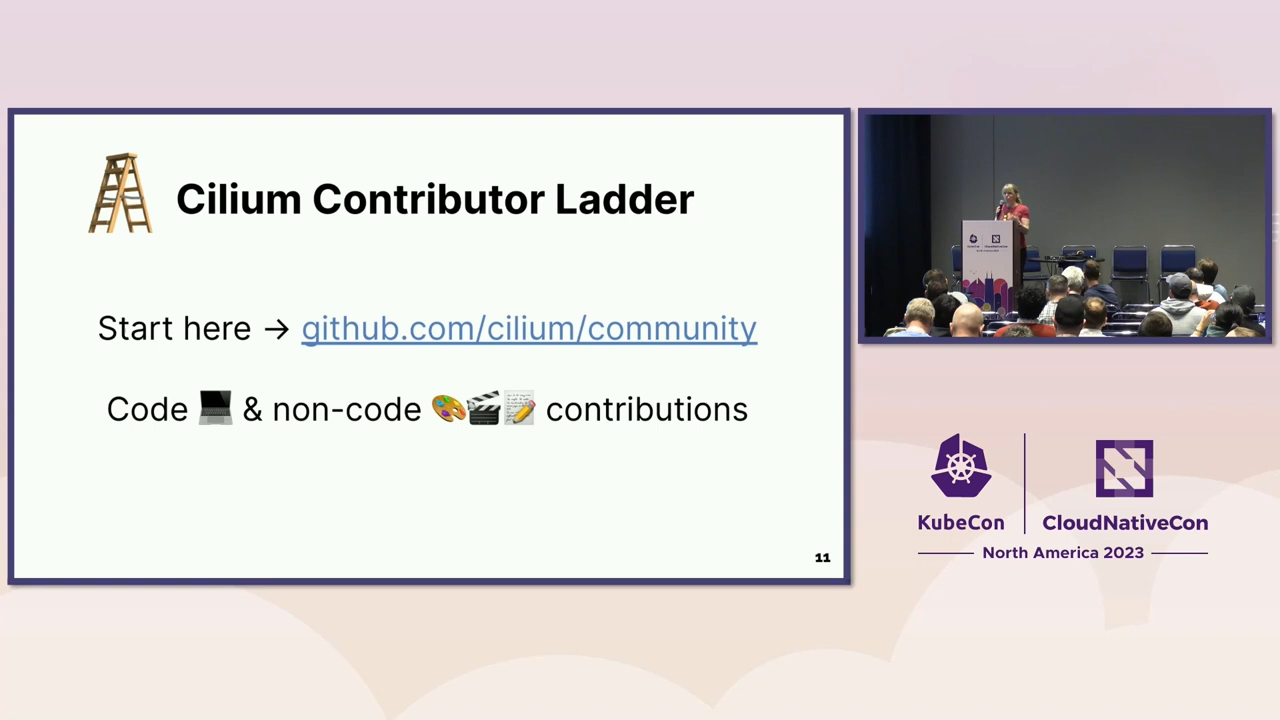 Cilium Contributor Ladder
Start here → github.com/cilium/community
Code & non-code contributions
11
KubeCon
CloudNativeCon
North America 2023